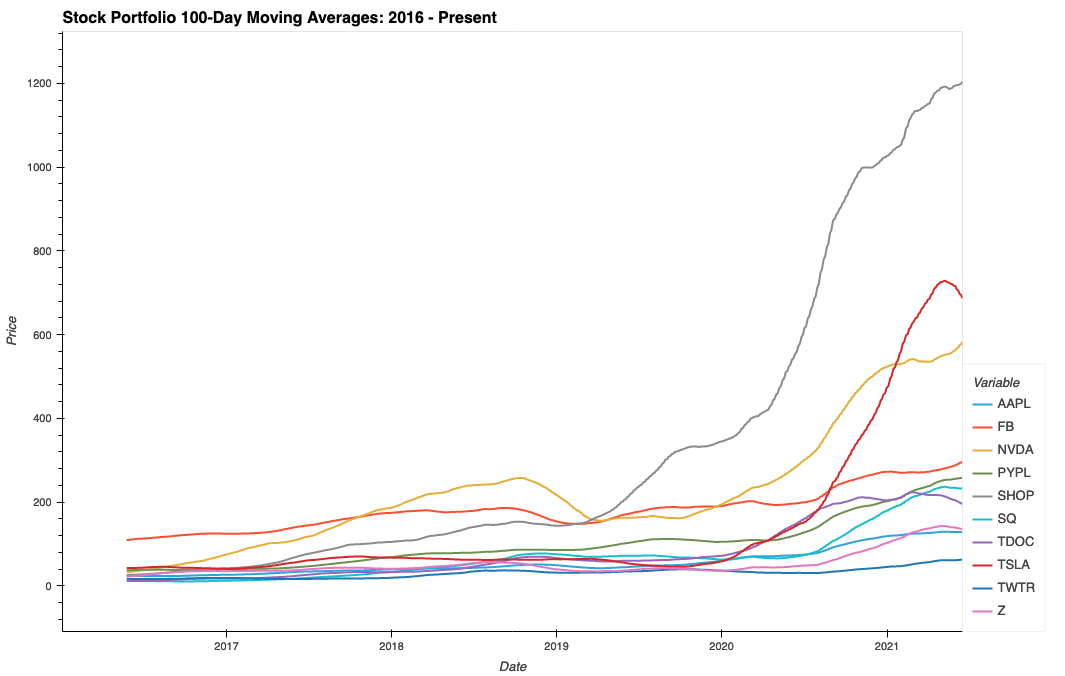 Stock Portfolio 100-Day Moving Averages: 2016 - Present
1200
1000
800
600
400
200
0
Price
2017
2018
2019
2020
2021
Date
Variable
AAPL
FB
NVDA
PYPL
SHOP
SQ
TDOC
TSLA
TWTR
Z